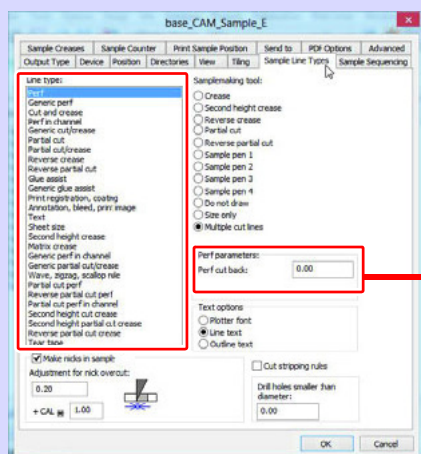 base_CAM_Sample_E
Sample Creases Sample Counter Print Sample Position Send to PDF Options Advanced
Output Type Device Position Directories View Tiling Sample Line Types Sample Sequencing
Line type:
Perf
Generic perf
Cut and crease
Perf in channel
Generic cut/crease
Partial cut
Partial cut/crease
Reverse crease
Reverse partial cut
Glue assist
Generic glue assist
Print registration, coating
Annotation, bleed, print image
Text
Sheet size
Second height crease
Matrix crease
Generic perf in channel
Generic partial cut/crease
Wave, zigzag, scallop rule
Partial cut perf
Reverse partial cut perf
Partial cut perf in channel
Second height cut crease
Second height partial cut crease
Reverse partial cut crease
Tear tape
Samplemaking tool:
Crease
Second height crease
Reverse crease
Partial cut
Reverse partial cut
Sample pen 1
Sample pen 2
Sample pen 3
Sample pen 4
Do not draw
Size only
Multiple cut lines
Perf parameters:
Perf cut back: 0.00
Text options
Plotter font
Line text
Outline text
Make nicks in sample
Adjustment for nick overcut:
0.20
+ CAL 1.00
Cut stripping rules
Drill holes smaller than
diameter:
0.00
OK Cancel